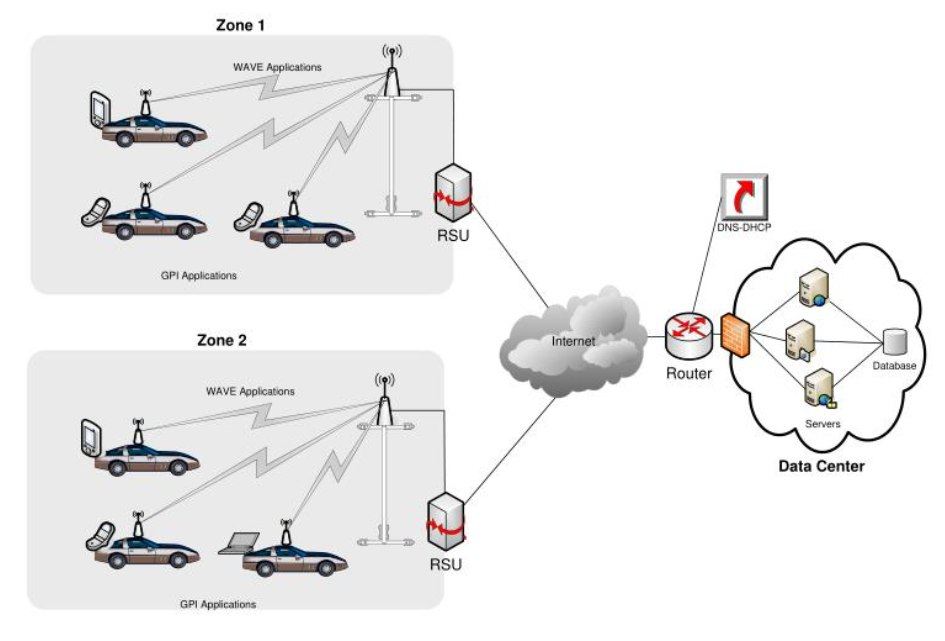 Zone 1
WAVE Applications
GPI Applications
RSU
Zone 2
WAVE Applications
GPI Applications
RSU
Internet
Router
DNS-DHCP
Database
Servers
Data Center